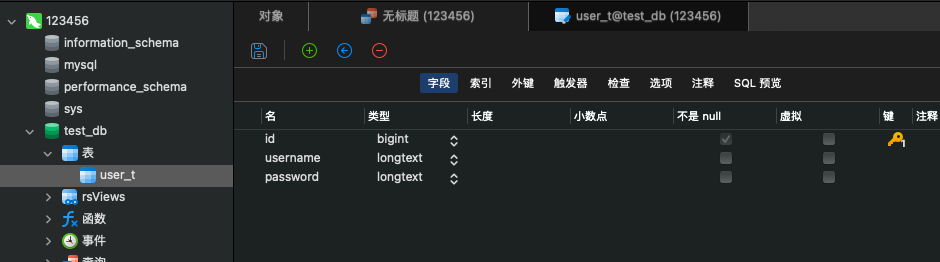 123456
information_schema
mysql
performance_schema
sys
test_db
表
user_t
rsViews
函数
事件
查询
对象
无标题 (123456)
user_t@test_db (123456)
字段 索引 外键 触发器 检查 选项 注释 SQL 预览
名 类型 长度 小数点 不是 null 虚拟 键 注释
id bigint 1
username longtext
password longtext